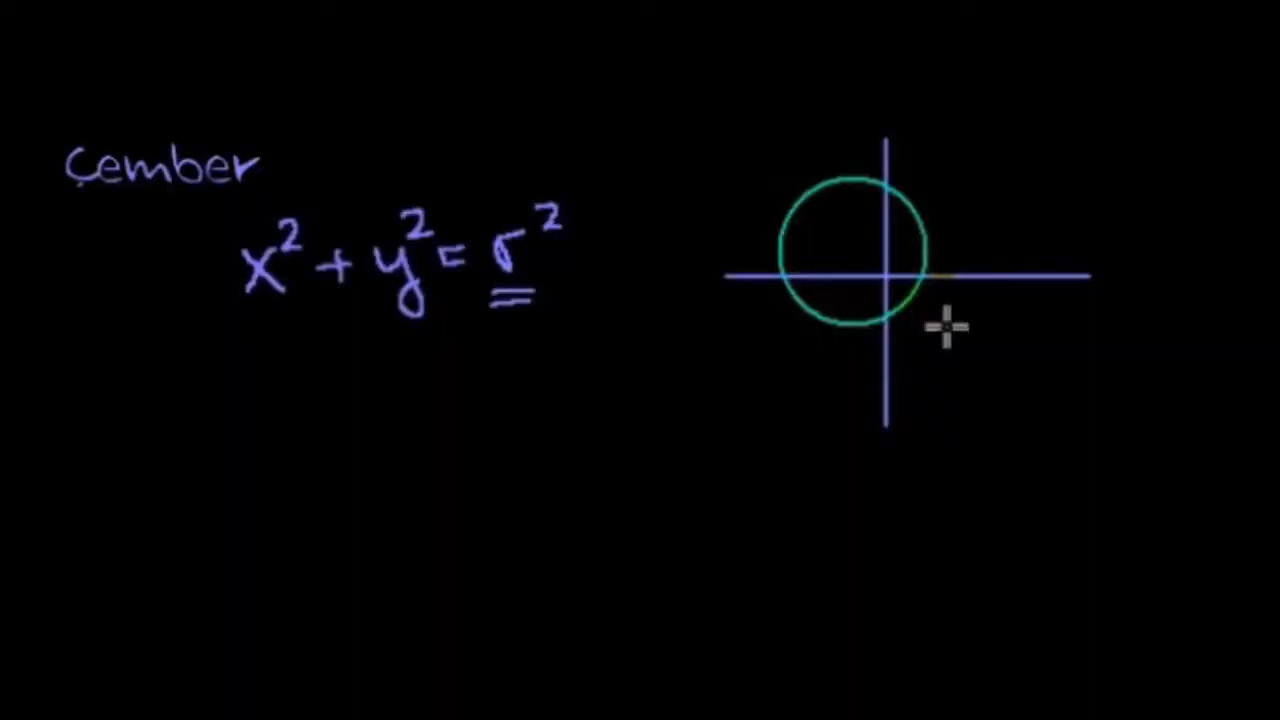 çember
x² + y² = r²